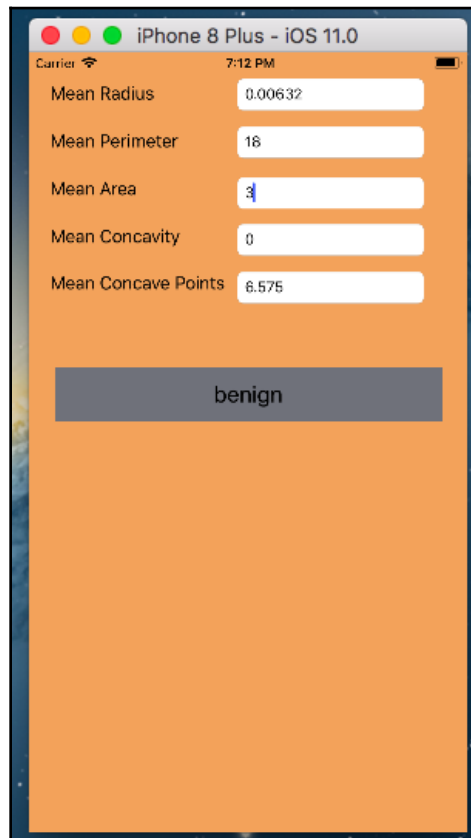 iPhone 8 Plus - iOS 11.0
Carrier 7:12 PM
Mean Radius 0.00632
Mean Perimeter 18
Mean Area 3
Mean Concavity 0
Mean Concave Points 6.575
benign